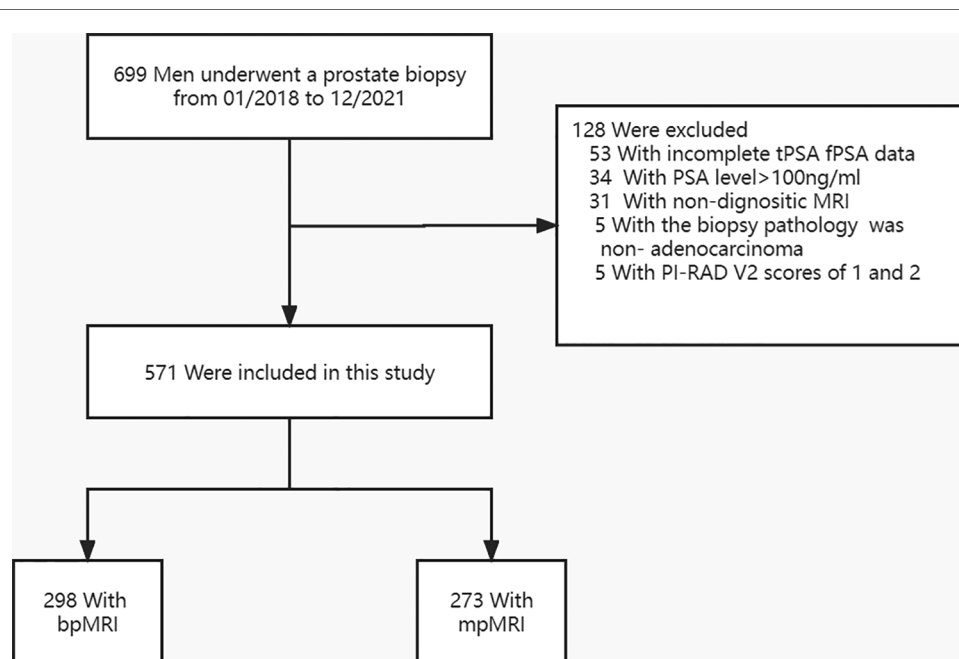 699 Men underwent a prostate biopsy
from 01/2018 to 12/2021
128 Were excluded
53 With incomplete tPSA fPSA data
34 With PSA level>100ng/ml
31 With non-dignositic MRI
5 With the biopsy pathology was
non- adenocarcinoma
5 With PI-RAD V2 scores of 1 and 2
571 Were included in this study
298 With
bpMRI
273 With
mpMRI